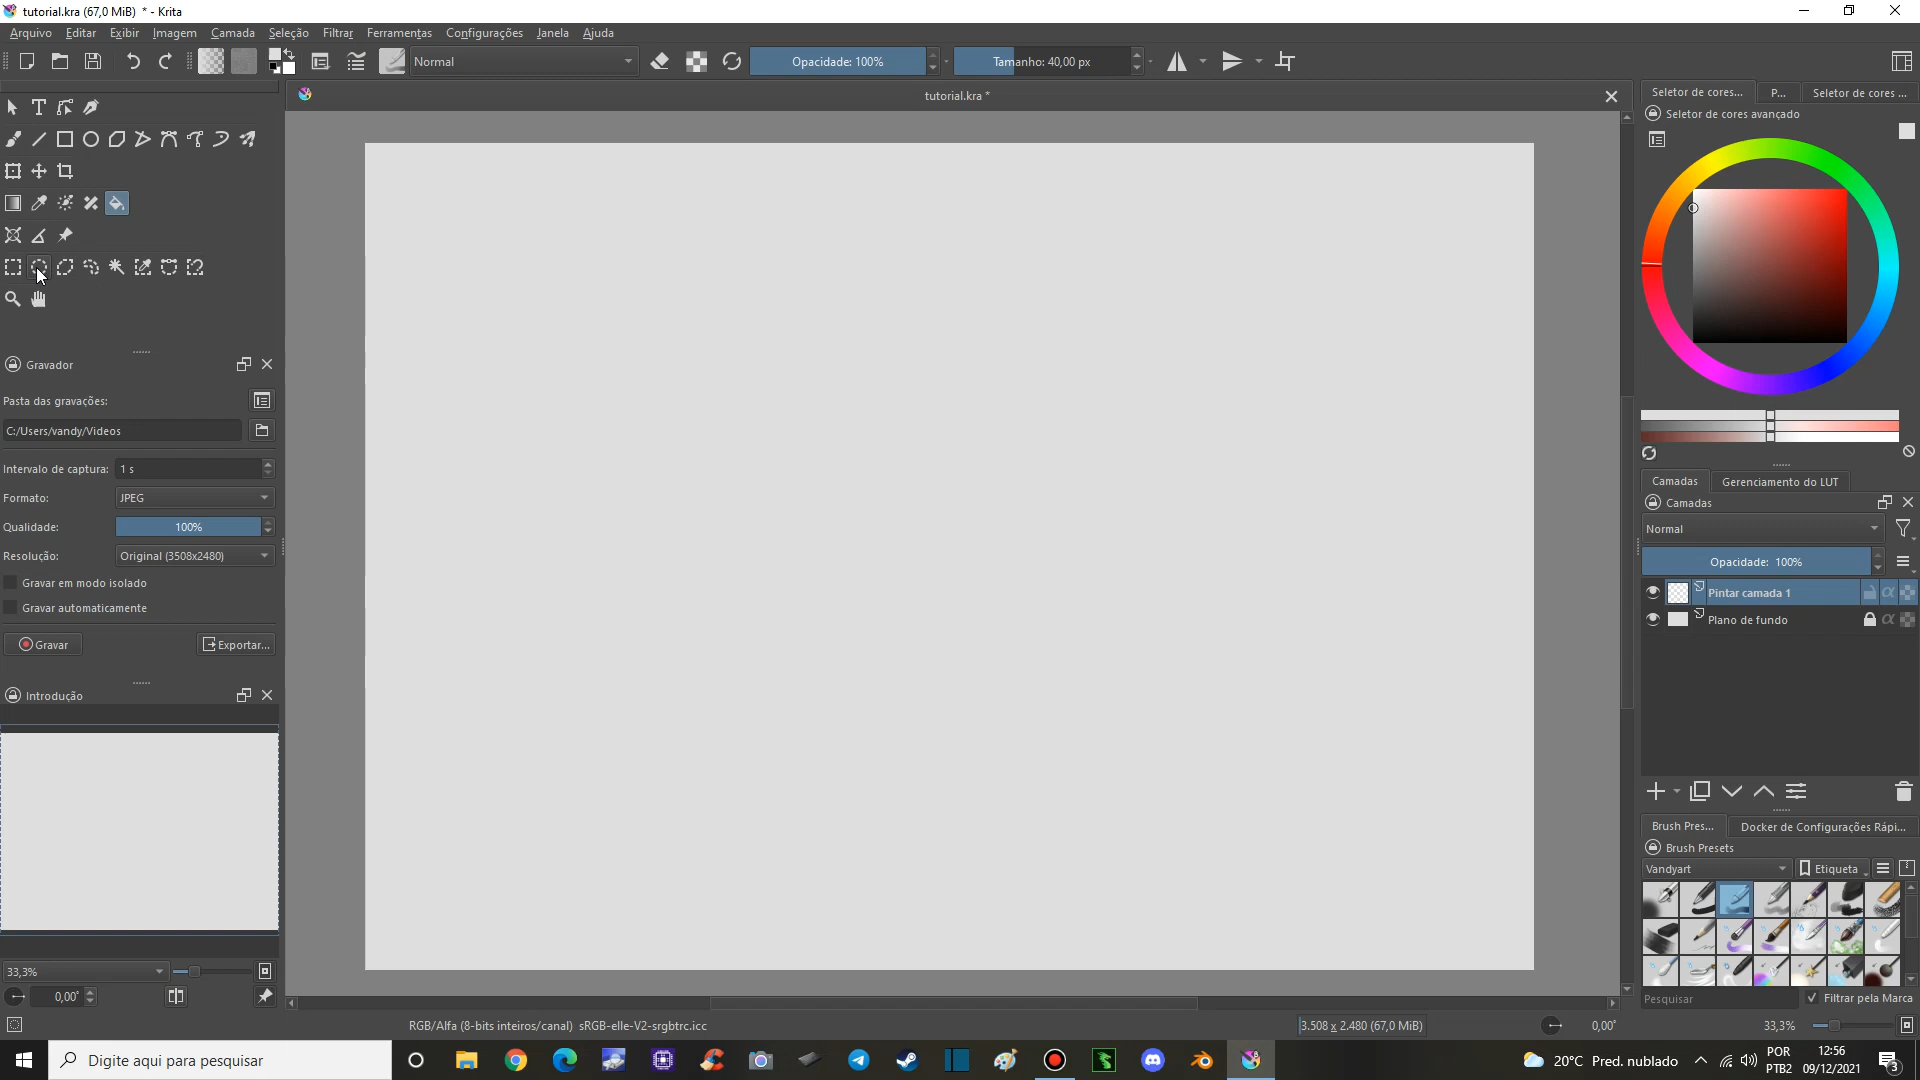 tutorial.kra (67,0 MiB) * - Krita
Arquivo Editar Exibir Imagem Camada Seleção Filtrar Ferramentas Configurações Janela Ajuda
Normal
Opacidade: 100%
Tamanho: 40,00 px
tutorial.kra *
Seletor de cores... P... Seletor de cores ...
Seletor de cores avançado
Gravador
Pasta das gravações:
C:/Users/vandy/Videos
Intervalo de captura: 1 s
Formato: JPEG
Qualidade: 100%
Resolução: Original (3508x2480)
Gravar em modo isolado
Gravar automaticamente
Gravar
Exportar...
Introdução
33,3%
0,00°
Camadas Gerenciamento do LUT
Camadas
Normal
Opacidade: 100%
Pintar camada 1
Plano de fundo
Brush Pres... Docker de Configurações Rápi...
Brush Presets
Vandyart
Etiqueta
Pesquisar
Filtrar pela Marca
RGB/Alfa (8-bits inteiros/canal) sRGB-elle-V2-srgbtrc.icc
3.508 x 2.480 (67,0 MiB)
0,00°
33,3%
Digite aqui para pesquisar
20°C Pred. nublado
POR
PTB2
12:56
09/12/2021
3